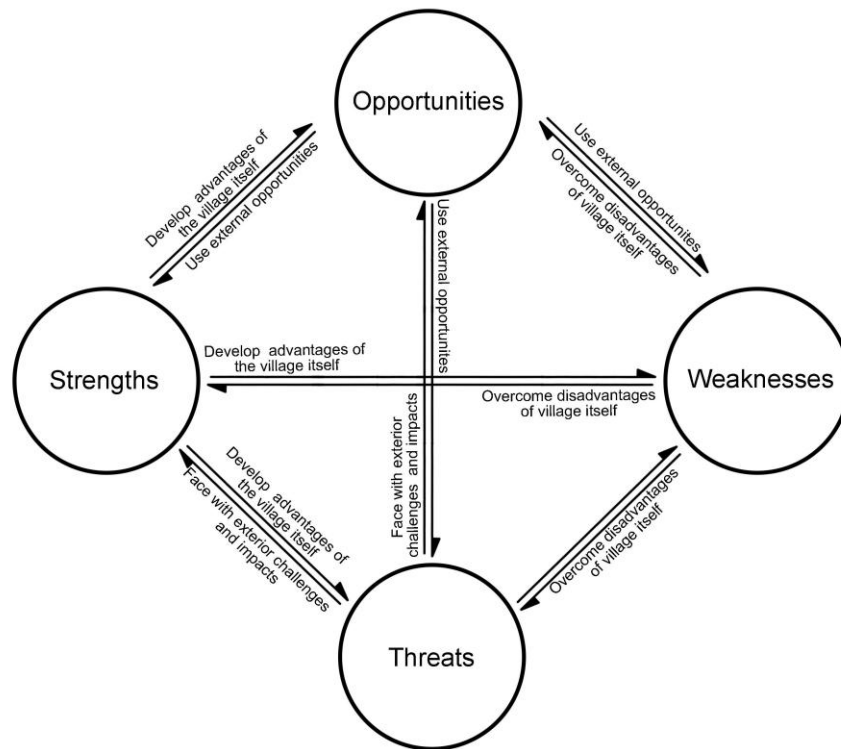 Opportunities
Develop advantages of
the village itself
Use external opportunities
Use external opportunites
Overcome disadvantages
of village itself
Use external opportunites
Strengths
Develop advantages of
the village itself
Overcome disadvantages
of village itself
Weaknesses
Develop advantages of
the village itself
Face with exterior challenges
and impacts
Face with exterior
challenges and impacts
Overcome disadvantages
of village itself
Threats